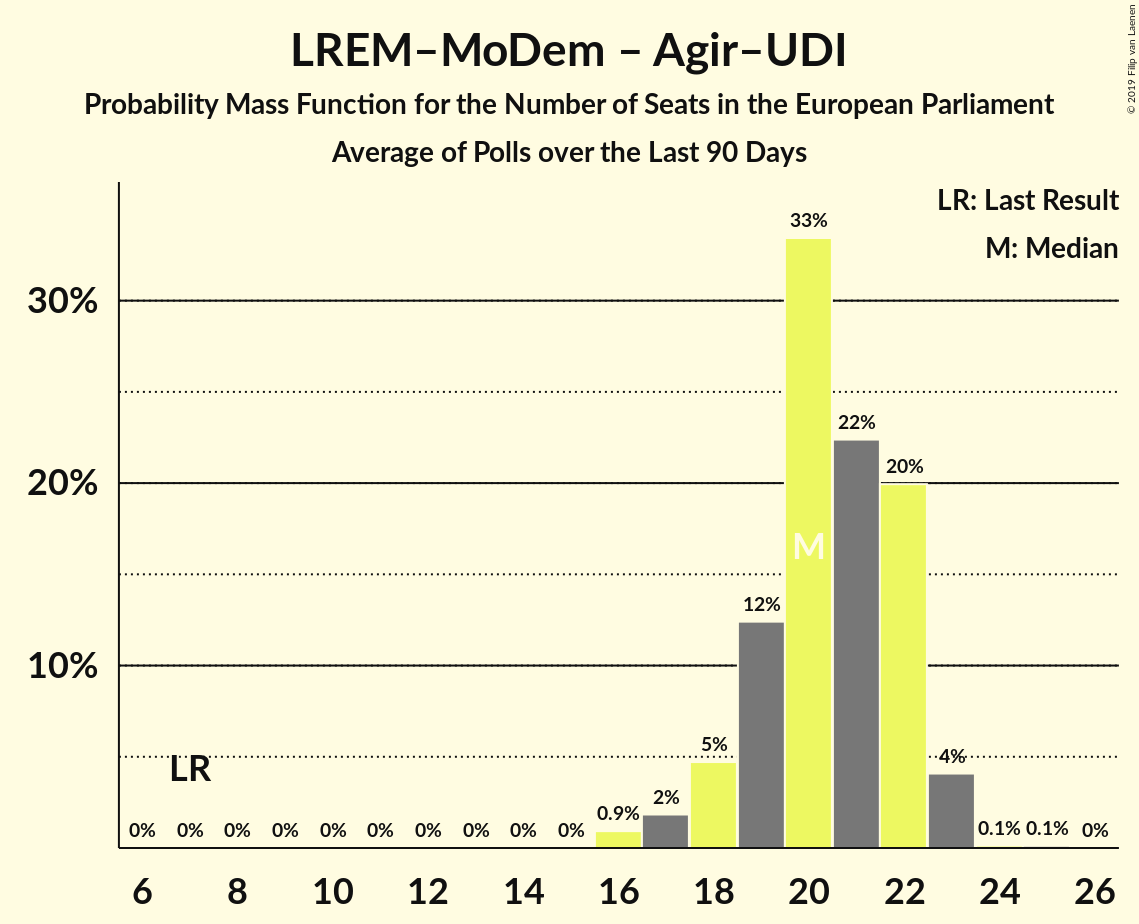 LREM–MoDem – Agir–UDI
Probability Mass Function for the Number of Seats in the European Parliament
Average of Polls over the Last 90 Days
© 2019 Filip van Laenen
LR: Last Result
M: Median
30%
20%
10%
0% 0% 0% 0% 0% 0% 0% 0% 0% 0% 0.9% 2% 5% 12% 33% 22% 20% 4% 0.1% 0.1% 0%
LR
M
6 8 10 12 14 16 18 20 22 24 26